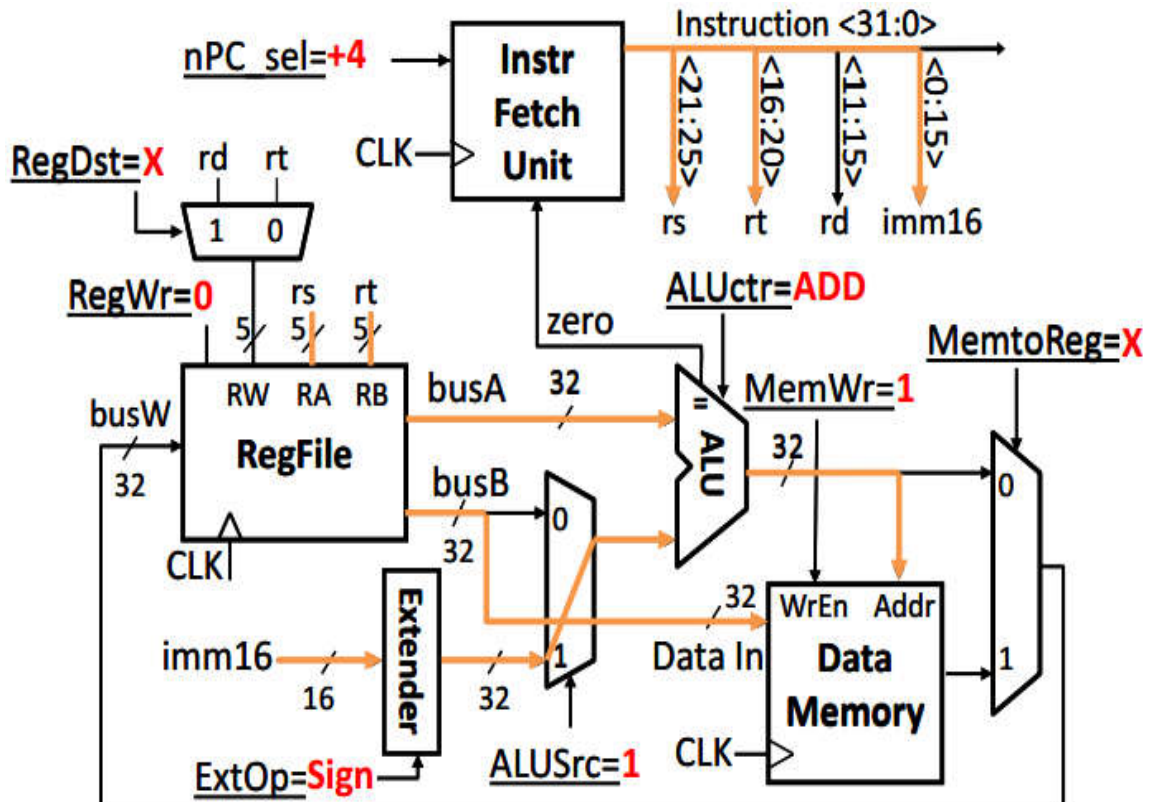 Instruction <31:0>
nPC_sel=+4
Instr
Fetch
Unit
<21:25>
<16:20>
<11:15>
<0:15>
CLK
RegDst=X
rd
rt
rs
rt
rd
imm16
1
0
RegWr=0
rs
rt
ALUctr=ADD
5
5
5
zero
MemtoReg=X
RW
RA
RB
busA
32
MemWr=1
busW
=
ALU
32
RegFile
32
busB
0
0
32
CLK
Extender
32
WrEn
Addr
imm16
1
Data In
Data
1
16
32
Memory
CLK
ExtOp=Sign
ALUSrc=1